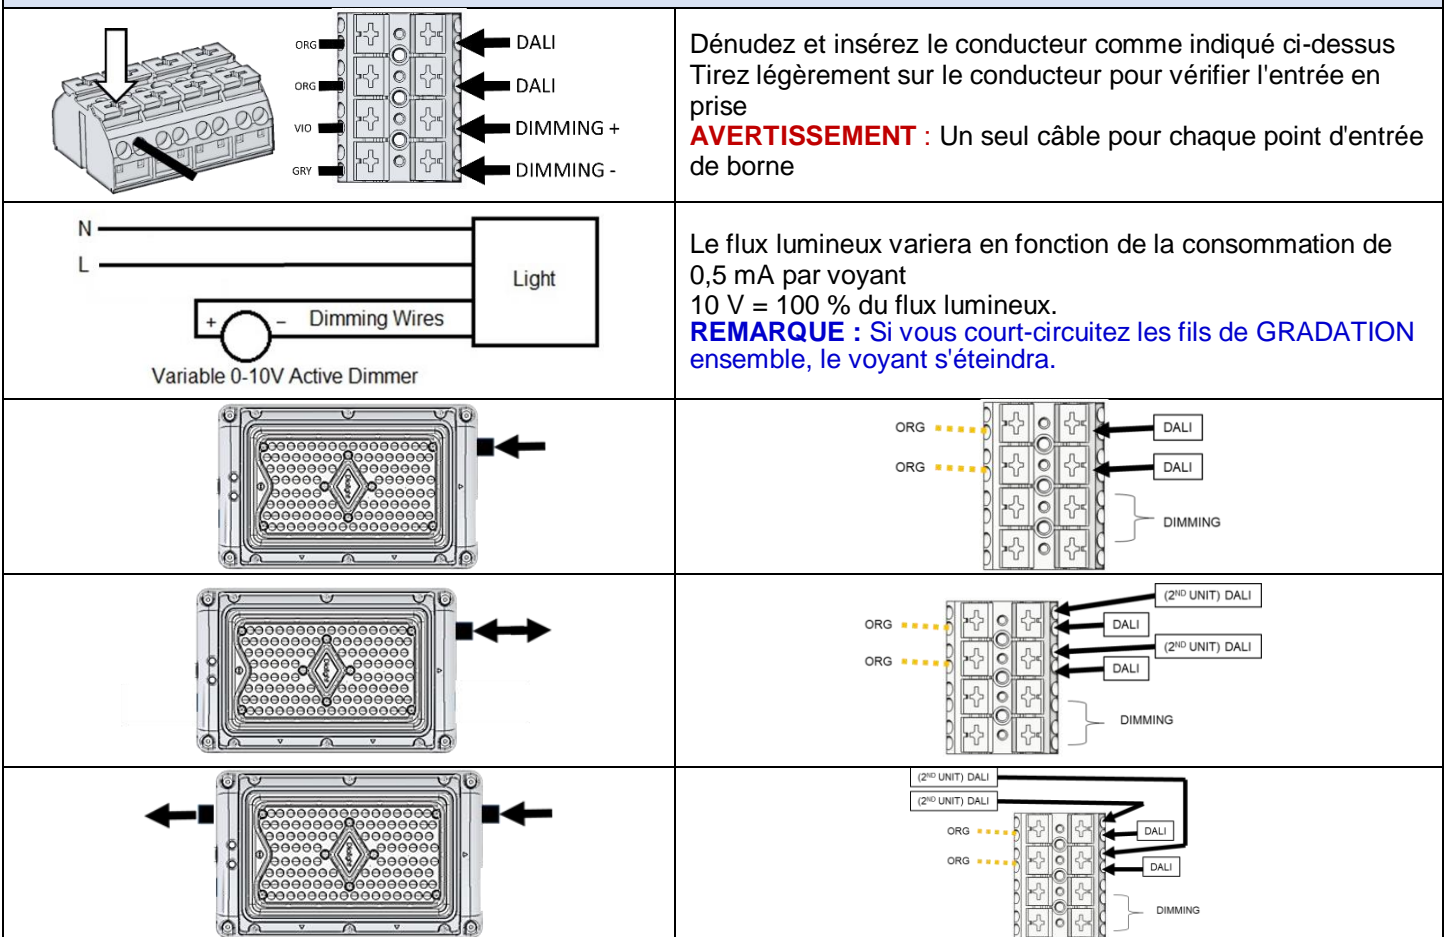 ORG
DALI
ORG
DALI
VIO
DIMMING +
GRY
DIMMING -
Dénudez et insérez le conducteur comme indiqué ci-dessus
Tirez légèrement sur le conducteur pour vérifier l'entrée en
prise
AVERTISSEMENT : Un seul câble pour chaque point d'entrée
de borne
N
L
Light
+
–
Dimming Wires
Variable 0-10V Active Dimmer
Le flux lumineux variera en fonction de la consommation de
0,5 mA par voyant
10 V = 100 % du flux lumineux.
REMARQUE : Si vous court-circuitez les fils de GRADATION
ensemble, le voyant s'éteindra.
ORG
DALI
ORG
DALI
DIMMING
(2ND UNIT) DALI
ORG
DALI
(2ND UNIT) DALI
ORG
DALI
DIMMING
(2ND UNIT) DALI
(2ND UNIT) DALI
ORG
DALI
ORG
DALI
DIMMING